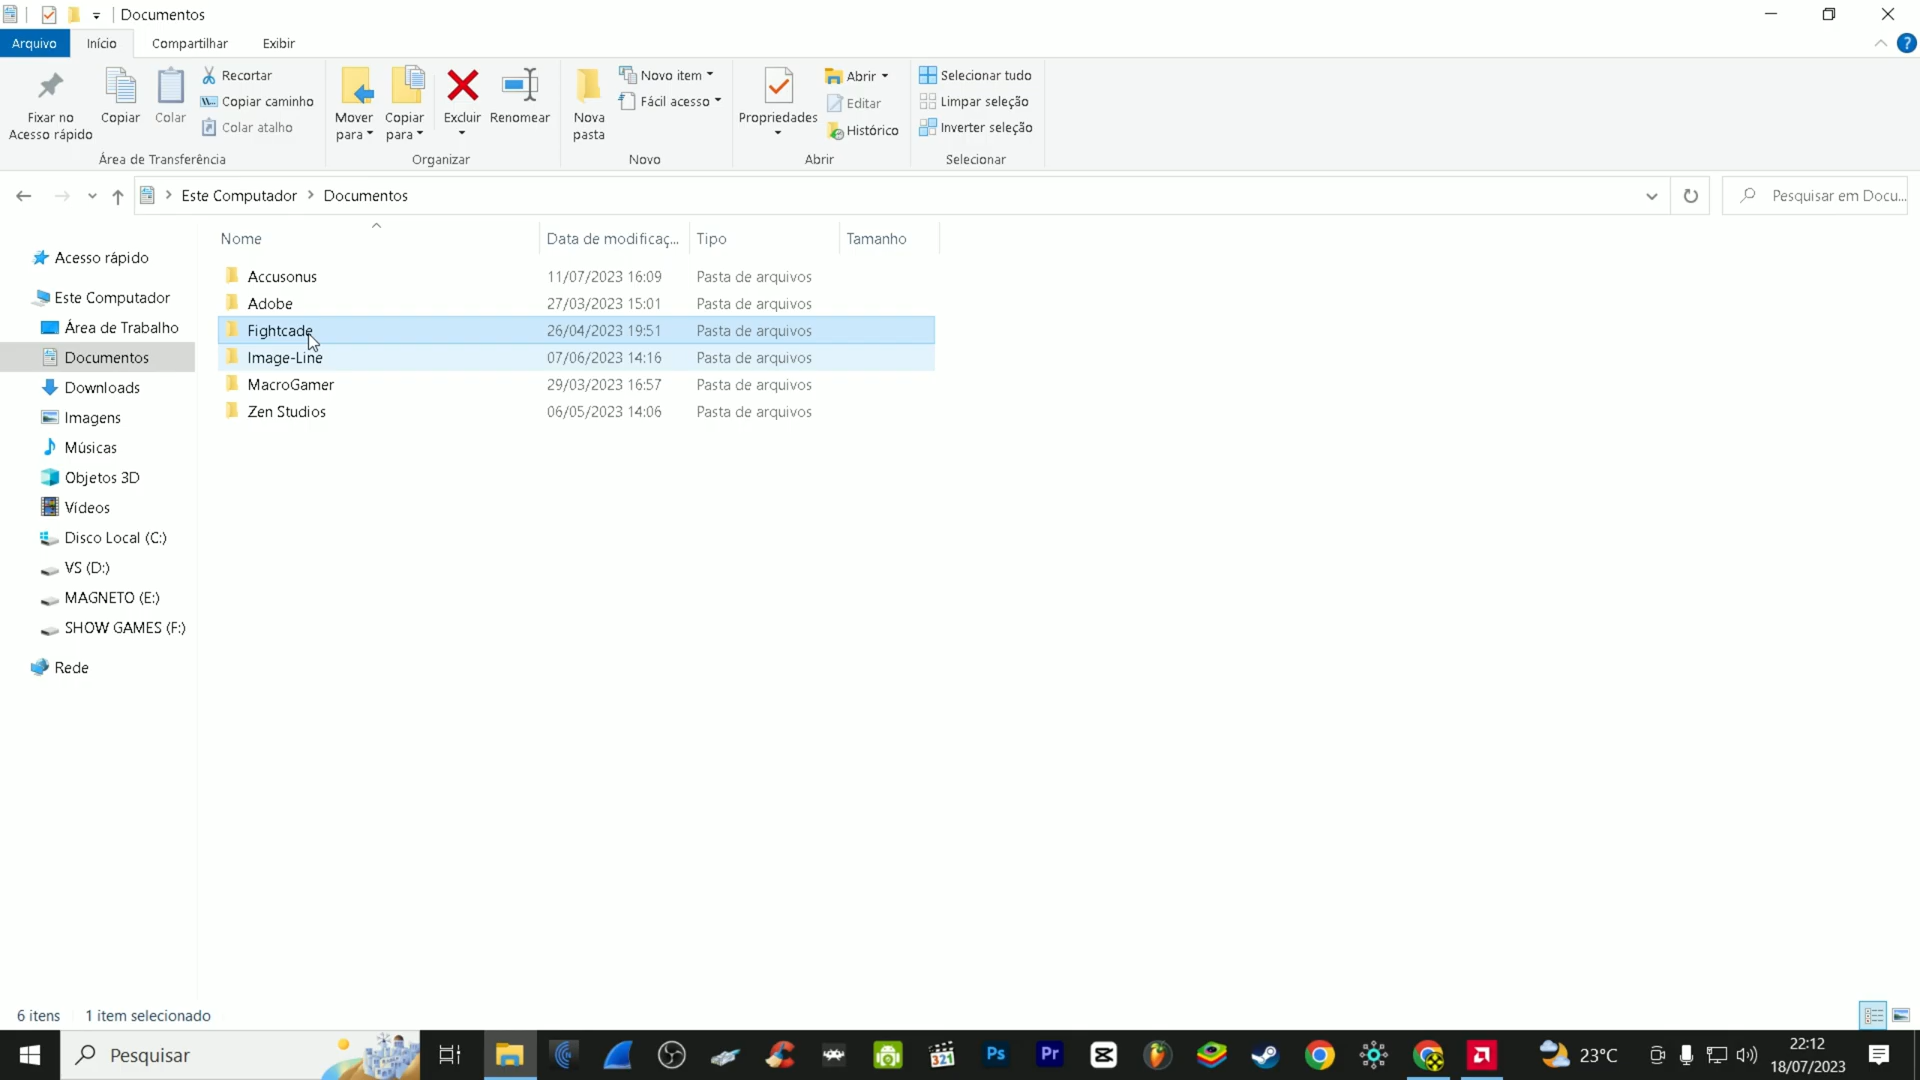 Documentos
Arquivo Início Compartilhar Exibir
Fixar no Acesso rápido
Copiar
Colar
Recortar
Copiar caminho
Colar atalho
Área de Transferência
Mover para
Copiar para
Excluir
Renomear
Organizar
Nova pasta
Novo item
Fácil acesso
Novo
Propriedades
Abrir
Editar
Histórico
Abrir
Selecionar tudo
Limpar seleção
Inverter seleção
Selecionar
Este Computador > Documentos
Pesquisar em Docu...
Nome Data de modificaç... Tipo Tamanho
Accusonus 11/07/2023 16:09 Pasta de arquivos
Adobe 27/03/2023 15:01 Pasta de arquivos
Fightcade 26/04/2023 19:51 Pasta de arquivos
Image-Line 07/06/2023 14:16 Pasta de arquivos
MacroGamer 29/03/2023 16:57 Pasta de arquivos
Zen Studios 06/05/2023 14:06 Pasta de arquivos
Acesso rápido
Este Computador
Área de Trabalho
Documentos
Downloads
Imagens
Músicas
Objetos 3D
Vídeos
Disco Local (C:)
VS (D:)
MAGNETO (E:)
SHOW GAMES (F:)
Rede
6 itens 1 item selecionado
Pesquisar
321
Ps
Pr
23°C
22:12
18/07/2023